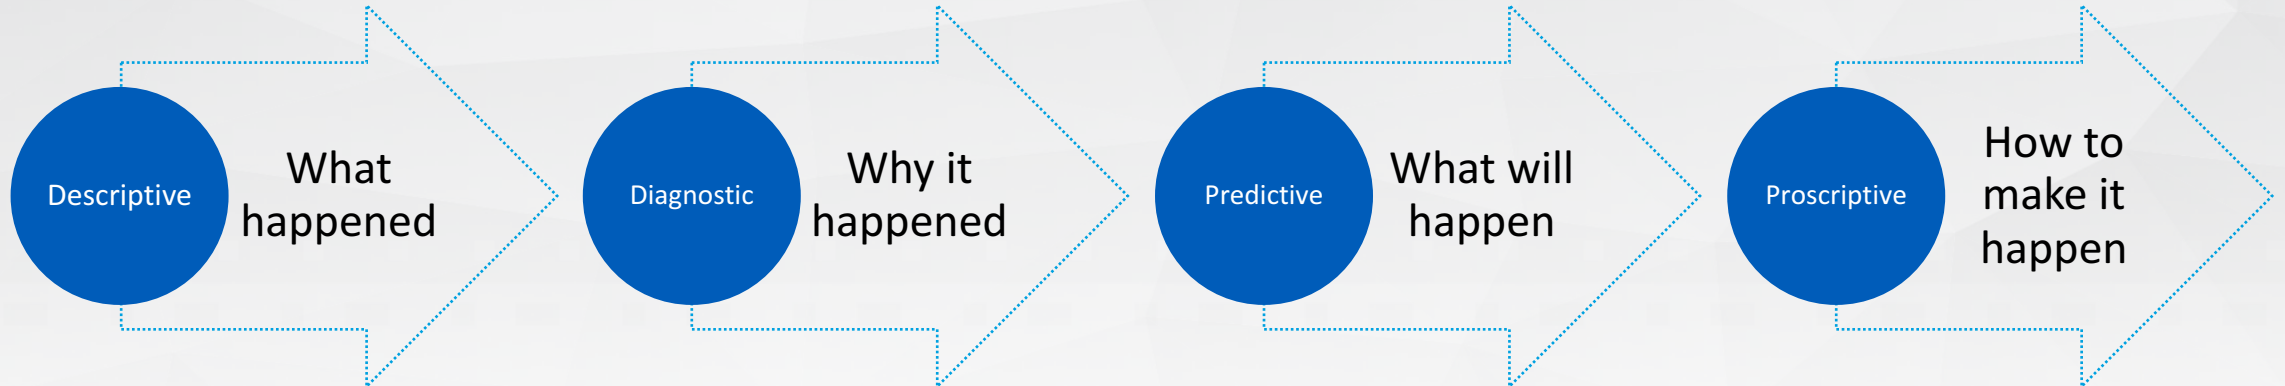 Descriptive
What
happened
Diagnostic
Why it
happened
Predictive
What will
happen
Proscriptive
How to
make it
happen